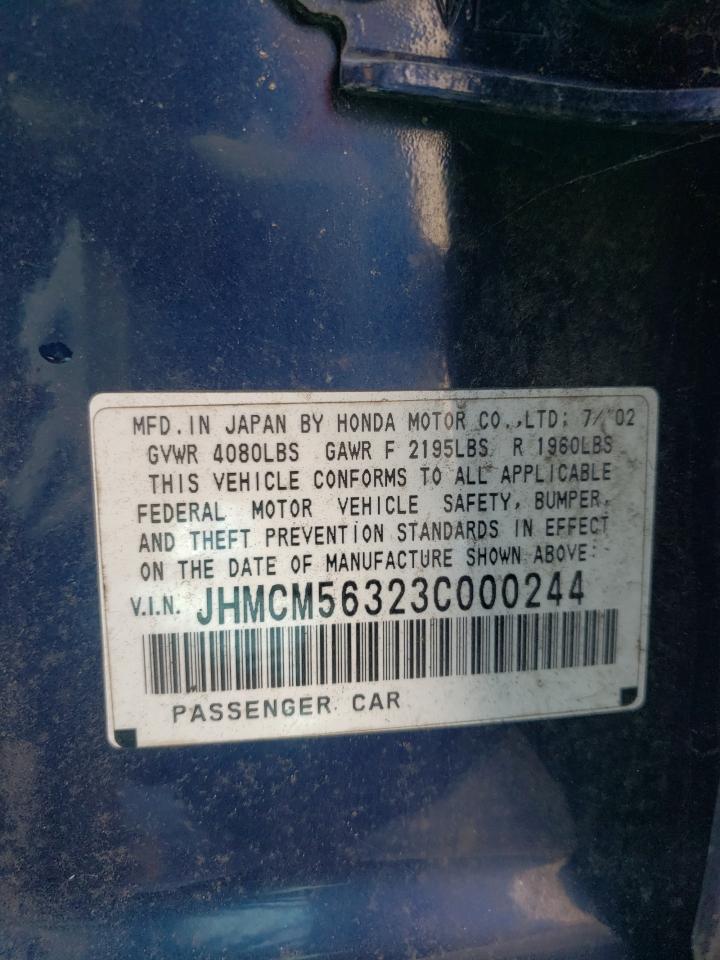 MFD. IN JAPAN BY HONDA MOTOR CO.,LTD; 7/'02
GVWR 4080LBS GAWR F 2195LBS R 1960LBS
THIS VEHICLE CONFORMS TO ALL APPLICABLE
FEDERAL MOTOR VEHICLE SAFETY, BUMPER,
AND THEFT PREVENTION STANDARDS IN EFFECT
ON THE DATE OF MANUFACTURE SHOWN ABOVE:
V.I.N. JHMCM56323C000244
PASSENGER CAR